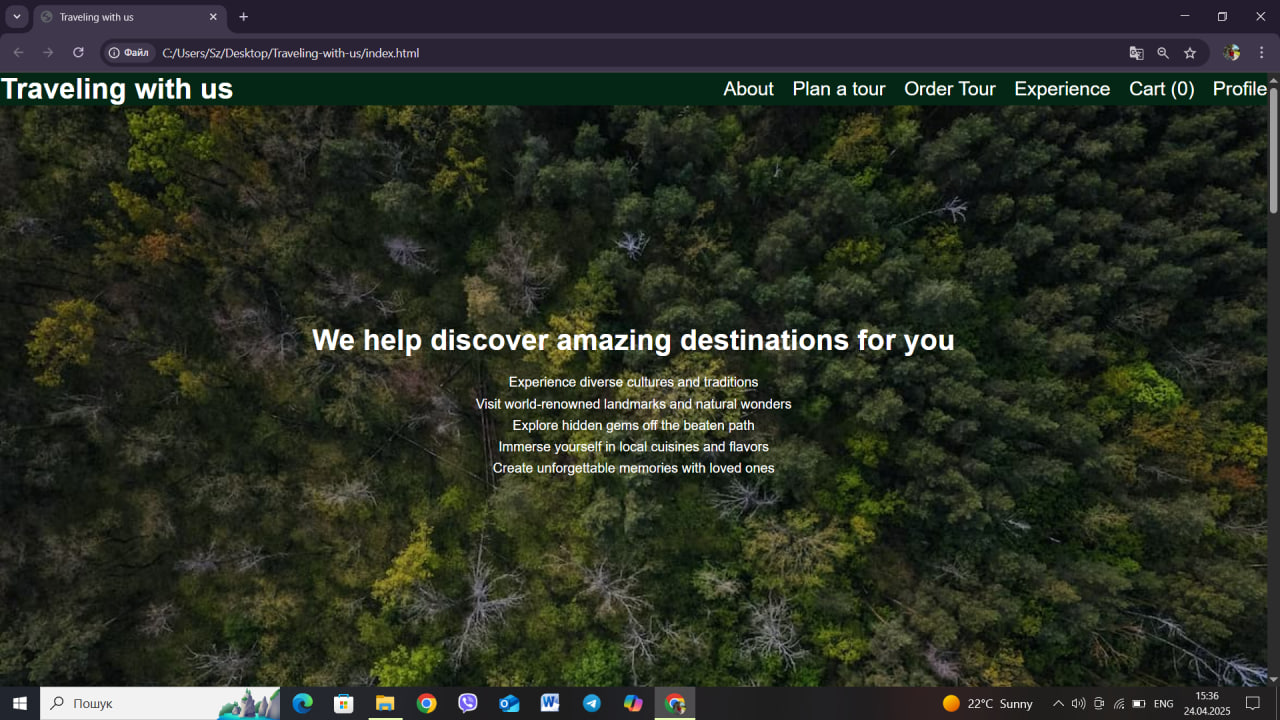 Traveling with us
Файл
C:/Users/Sz/Desktop/Traveling-with-us/index.html
Traveling with us
About Plan a tour Order Tour Experience Cart (0) Profile
We help discover amazing destinations for you
Experience diverse cultures and traditions
Visit world-renowned landmarks and natural wonders
Explore hidden gems off the beaten path
Immerse yourself in local cuisines and flavors
Create unforgettable memories with loved ones
Пошук
22°C Sunny
ENG
15:36
24.04.2025